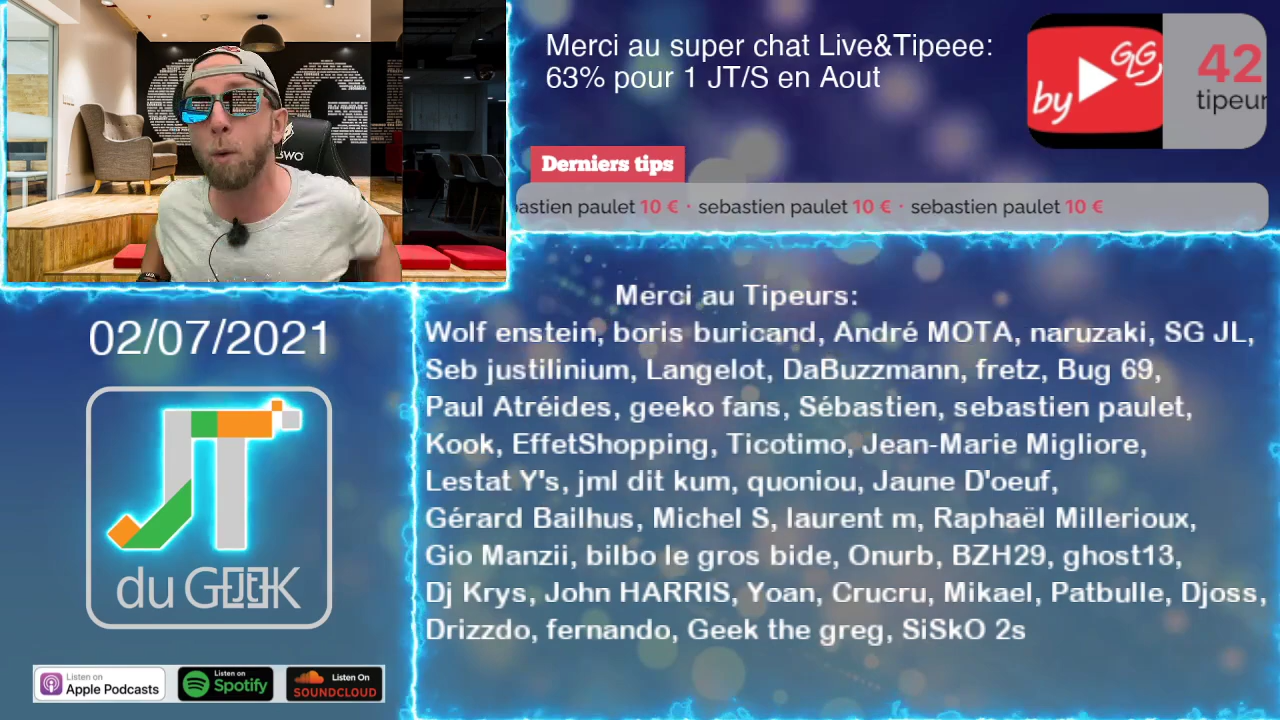 Merci au super chat Live&Tipeee:
63% pour 1 JT/S en Aout
by GLG
42
tipeur
Derniers tips
astien paulet 10 € · sebastien paulet 10 € · sebastien paulet 10 €
02/07/2021
JT
du GEEK
Listen on
Apple Podcasts
Listen on
Spotify
Listen On
SOUNDCLOUD
Merci au Tipeurs:
Wolf enstein, boris buricand, André MOTA, naruzaki, SG JL,
Seb justilinium, Langelot, DaBuzzmann, fretz, Bug 69,
Paul Atréides, geeko fans, Sébastien, sebastien paulet,
Kook, EffetShopping, Ticotimo, Jean-Marie Migliore,
Lestat Y's, jml dit kum, quoniou, Jaune D'oeuf,
Gérard Bailhus, Michel S, laurent m, Raphaël Millerioux,
Gio Manzii, bilbo le gros bide, Onurb, BZH29, ghost13,
Dj Krys, John HARRIS, Yoan, Crucru, Mikael, Patbulle, Djoss,
Drizzdo, fernando, Geek the greg, SiSkO 2s